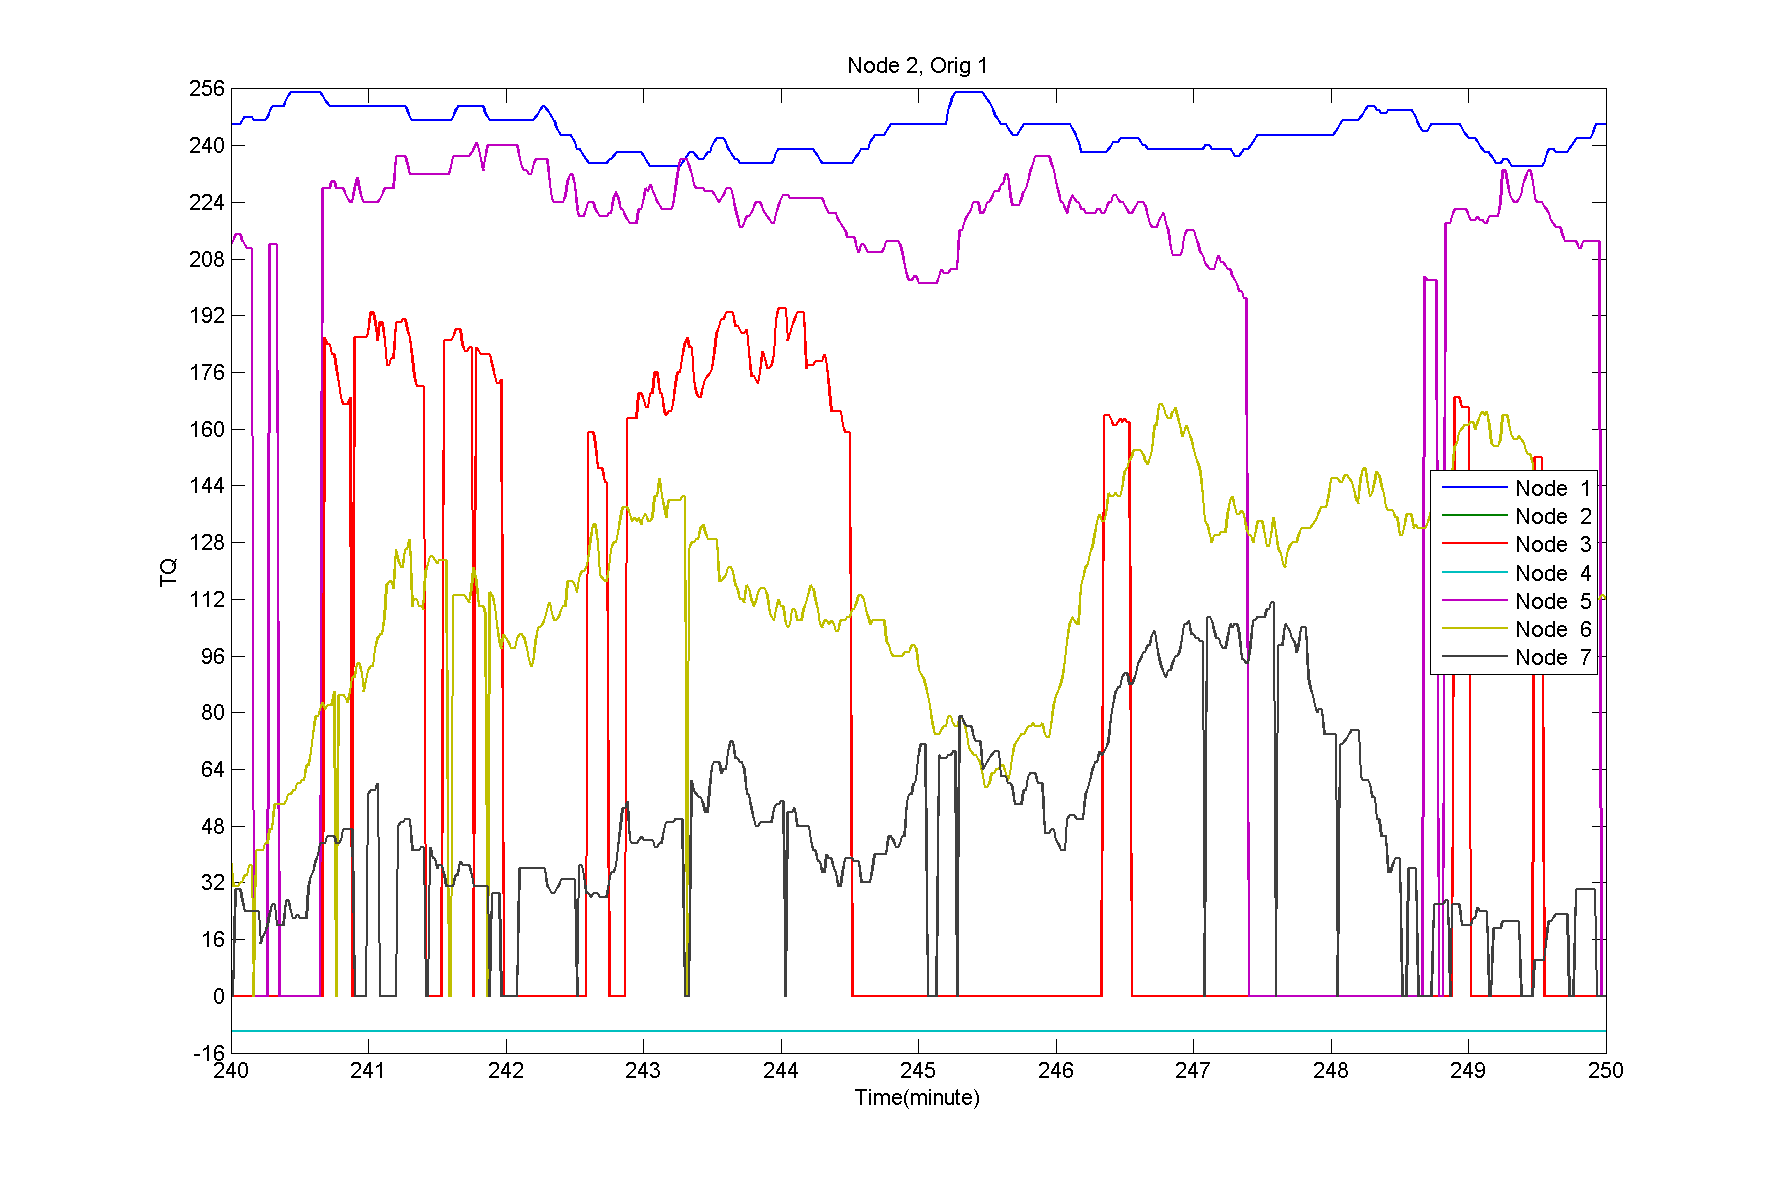 Node 2, Orig 1
256
240
224
208
192
176
160
144
128
112
96
80
64
48
32
16
0
-16
TQ
Node 1
Node 2
Node 3
Node 4
Node 5
Node 6
Node 7
240 241 242 243 244 245 246 247 248 249 250
Time(minute)